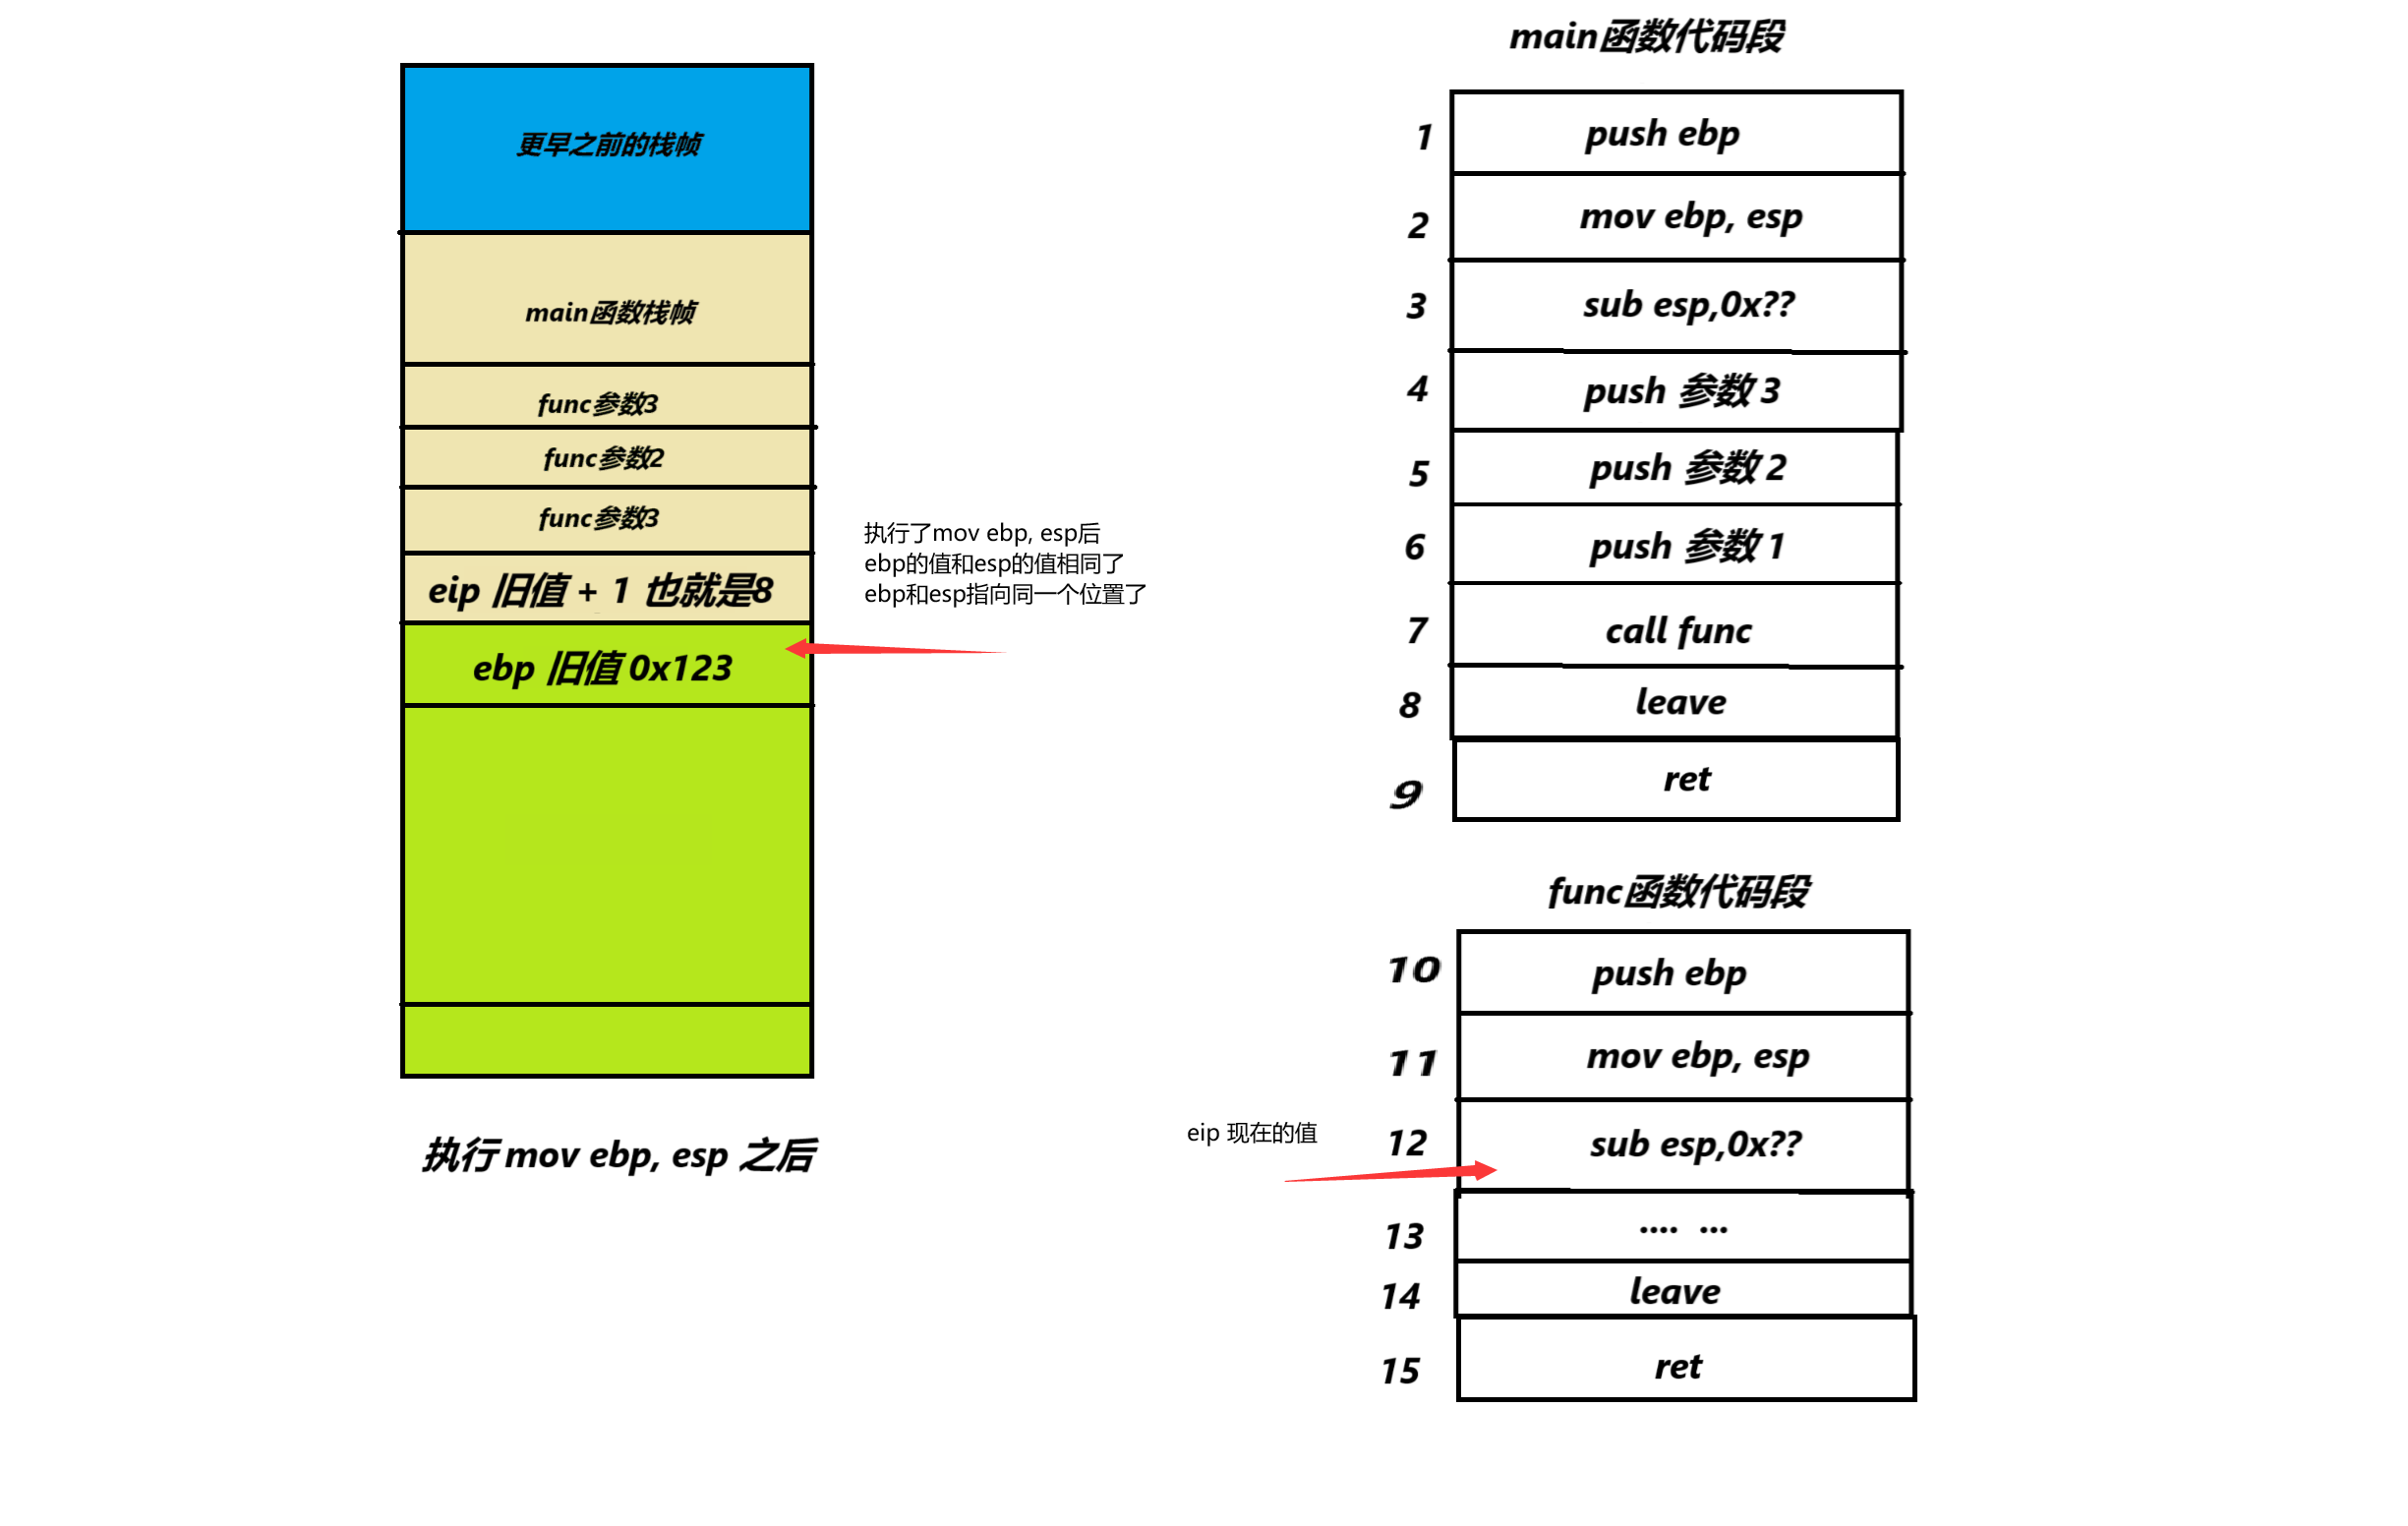 更早之前的栈帧
main函数栈帧
func参数3
func参数2
func参数3
eip 旧值 + 1 也就是8
ebp 旧值 0x123
执行 mov ebp, esp 之后
执行了mov ebp, esp后
ebp的值和esp的值相同了
ebp和esp指向同一个位置了
main函数代码段
1 push ebp
2 mov ebp, esp
3 sub esp,0x??
4 push 参数 3
5 push 参数 2
6 push 参数 1
7 call func
8 leave
9 ret
func函数代码段
10 push ebp
11 mov ebp, esp
eip 现在的值
12 sub esp,0x??
13 .... ...
14 leave
15 ret